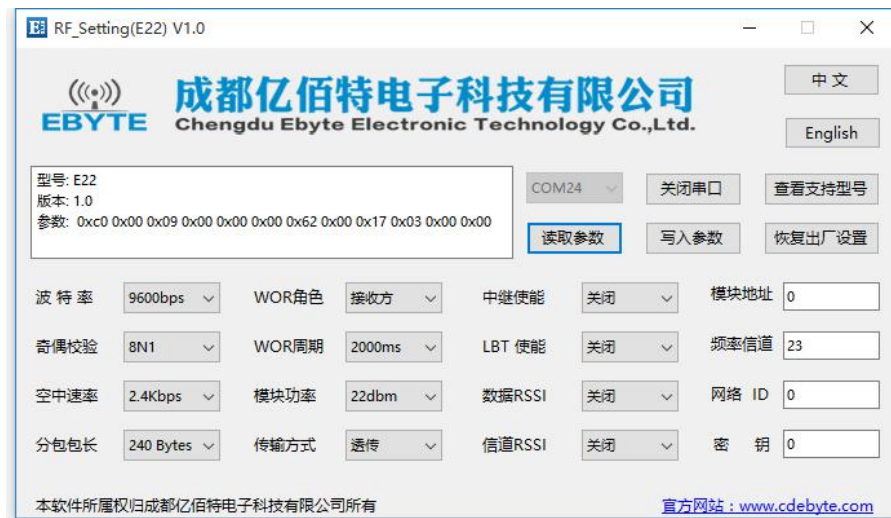 RF_Setting(E22) V1.0
EBYTE
成都亿佰特电子科技有限公司
Chengdu Ebyte Electronic Technology Co.,Ltd.
中文
English
型号: E22
版本: 1.0
参数: 0xc0 0x00 0x09 0x00 0x00 0x00 0x62 0x00 0x17 0x03 0x00 0x00
COM24 关闭串口 查看支持型号
读取参数 写入参数 恢复出厂设置
波特率 9600bps WOR角色 接收方 中继使能 关闭 模块地址 0
奇偶校验 8N1 WOR周期 2000ms LBT 使能 关闭 频率信道 23
空中速率 2.4Kbps 模块功率 22dbm 数据RSSI 关闭 网络 ID 0
分包包长 240 Bytes 传输方式 透传 信道RSSI 关闭 密 钥 0
本软件所属权归成都亿佰特电子科技有限公司所有 官方网站：www.cdebyte.com